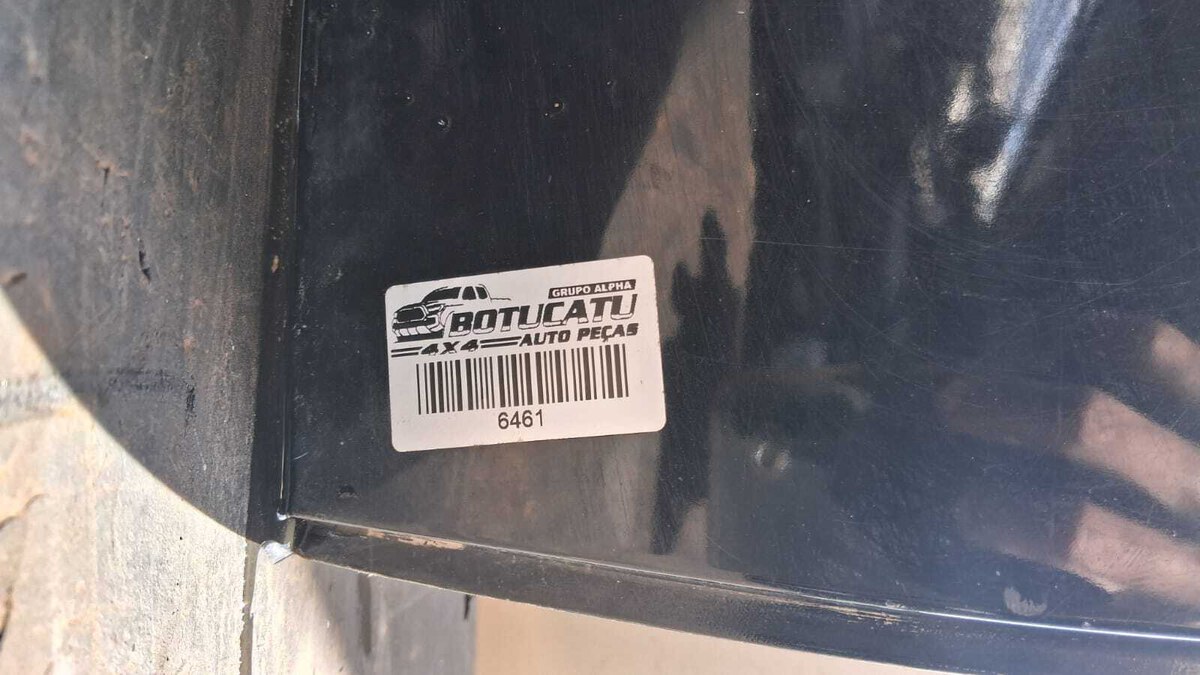 GRUPO ALPHA
BOTUCATU
4X4 AUTO PEÇAS
6461